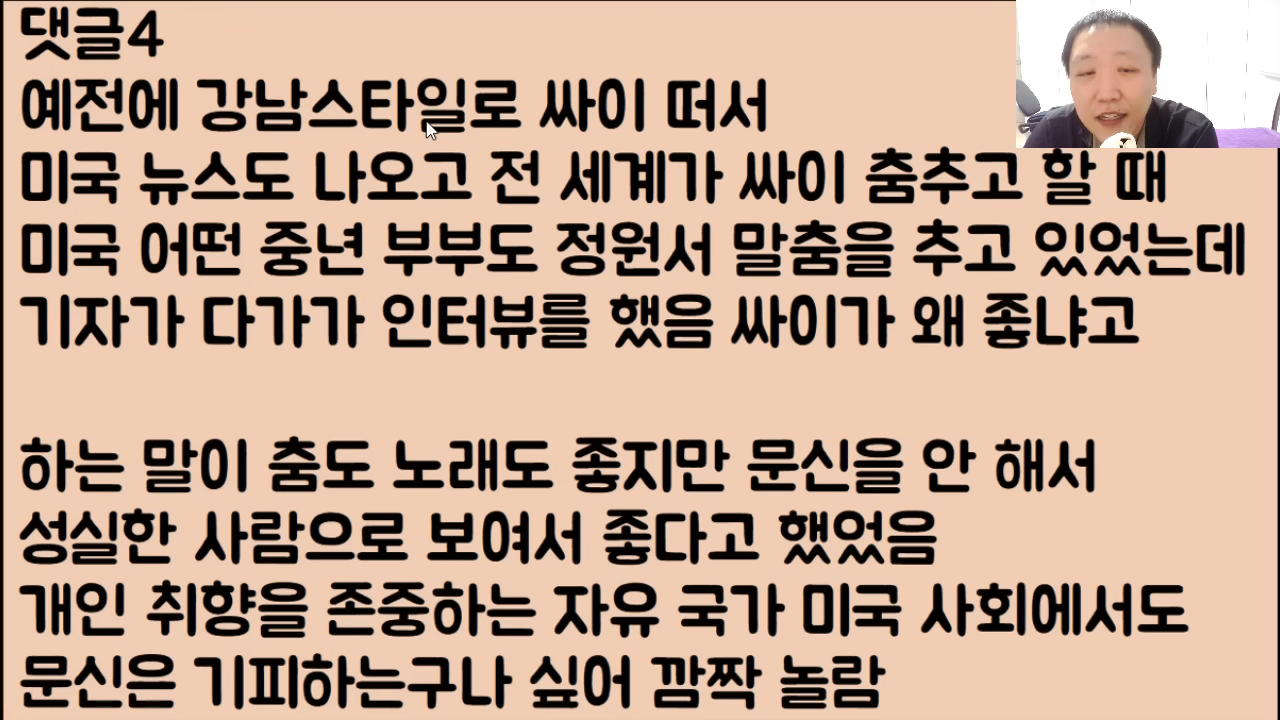 댓글4
예전에 강남스타일로 싸이 떠서
미국 뉴스도 나오고 전 세계가 싸이 춤추고 할 때
미국 어떤 중년 부부도 정원서 말춤을 추고 있었는데
기자가 다가가 인터뷰를 했음 싸이가 왜 좋냐고
하는 말이 춤도 노래도 좋지만 문신을 안 해서
성실한 사람으로 보여서 좋다고 했었음
개인 취향을 존중하는 자유 국가 미국 사회에서도
문신은 기피하는구나 싶어 깜짝 놀람